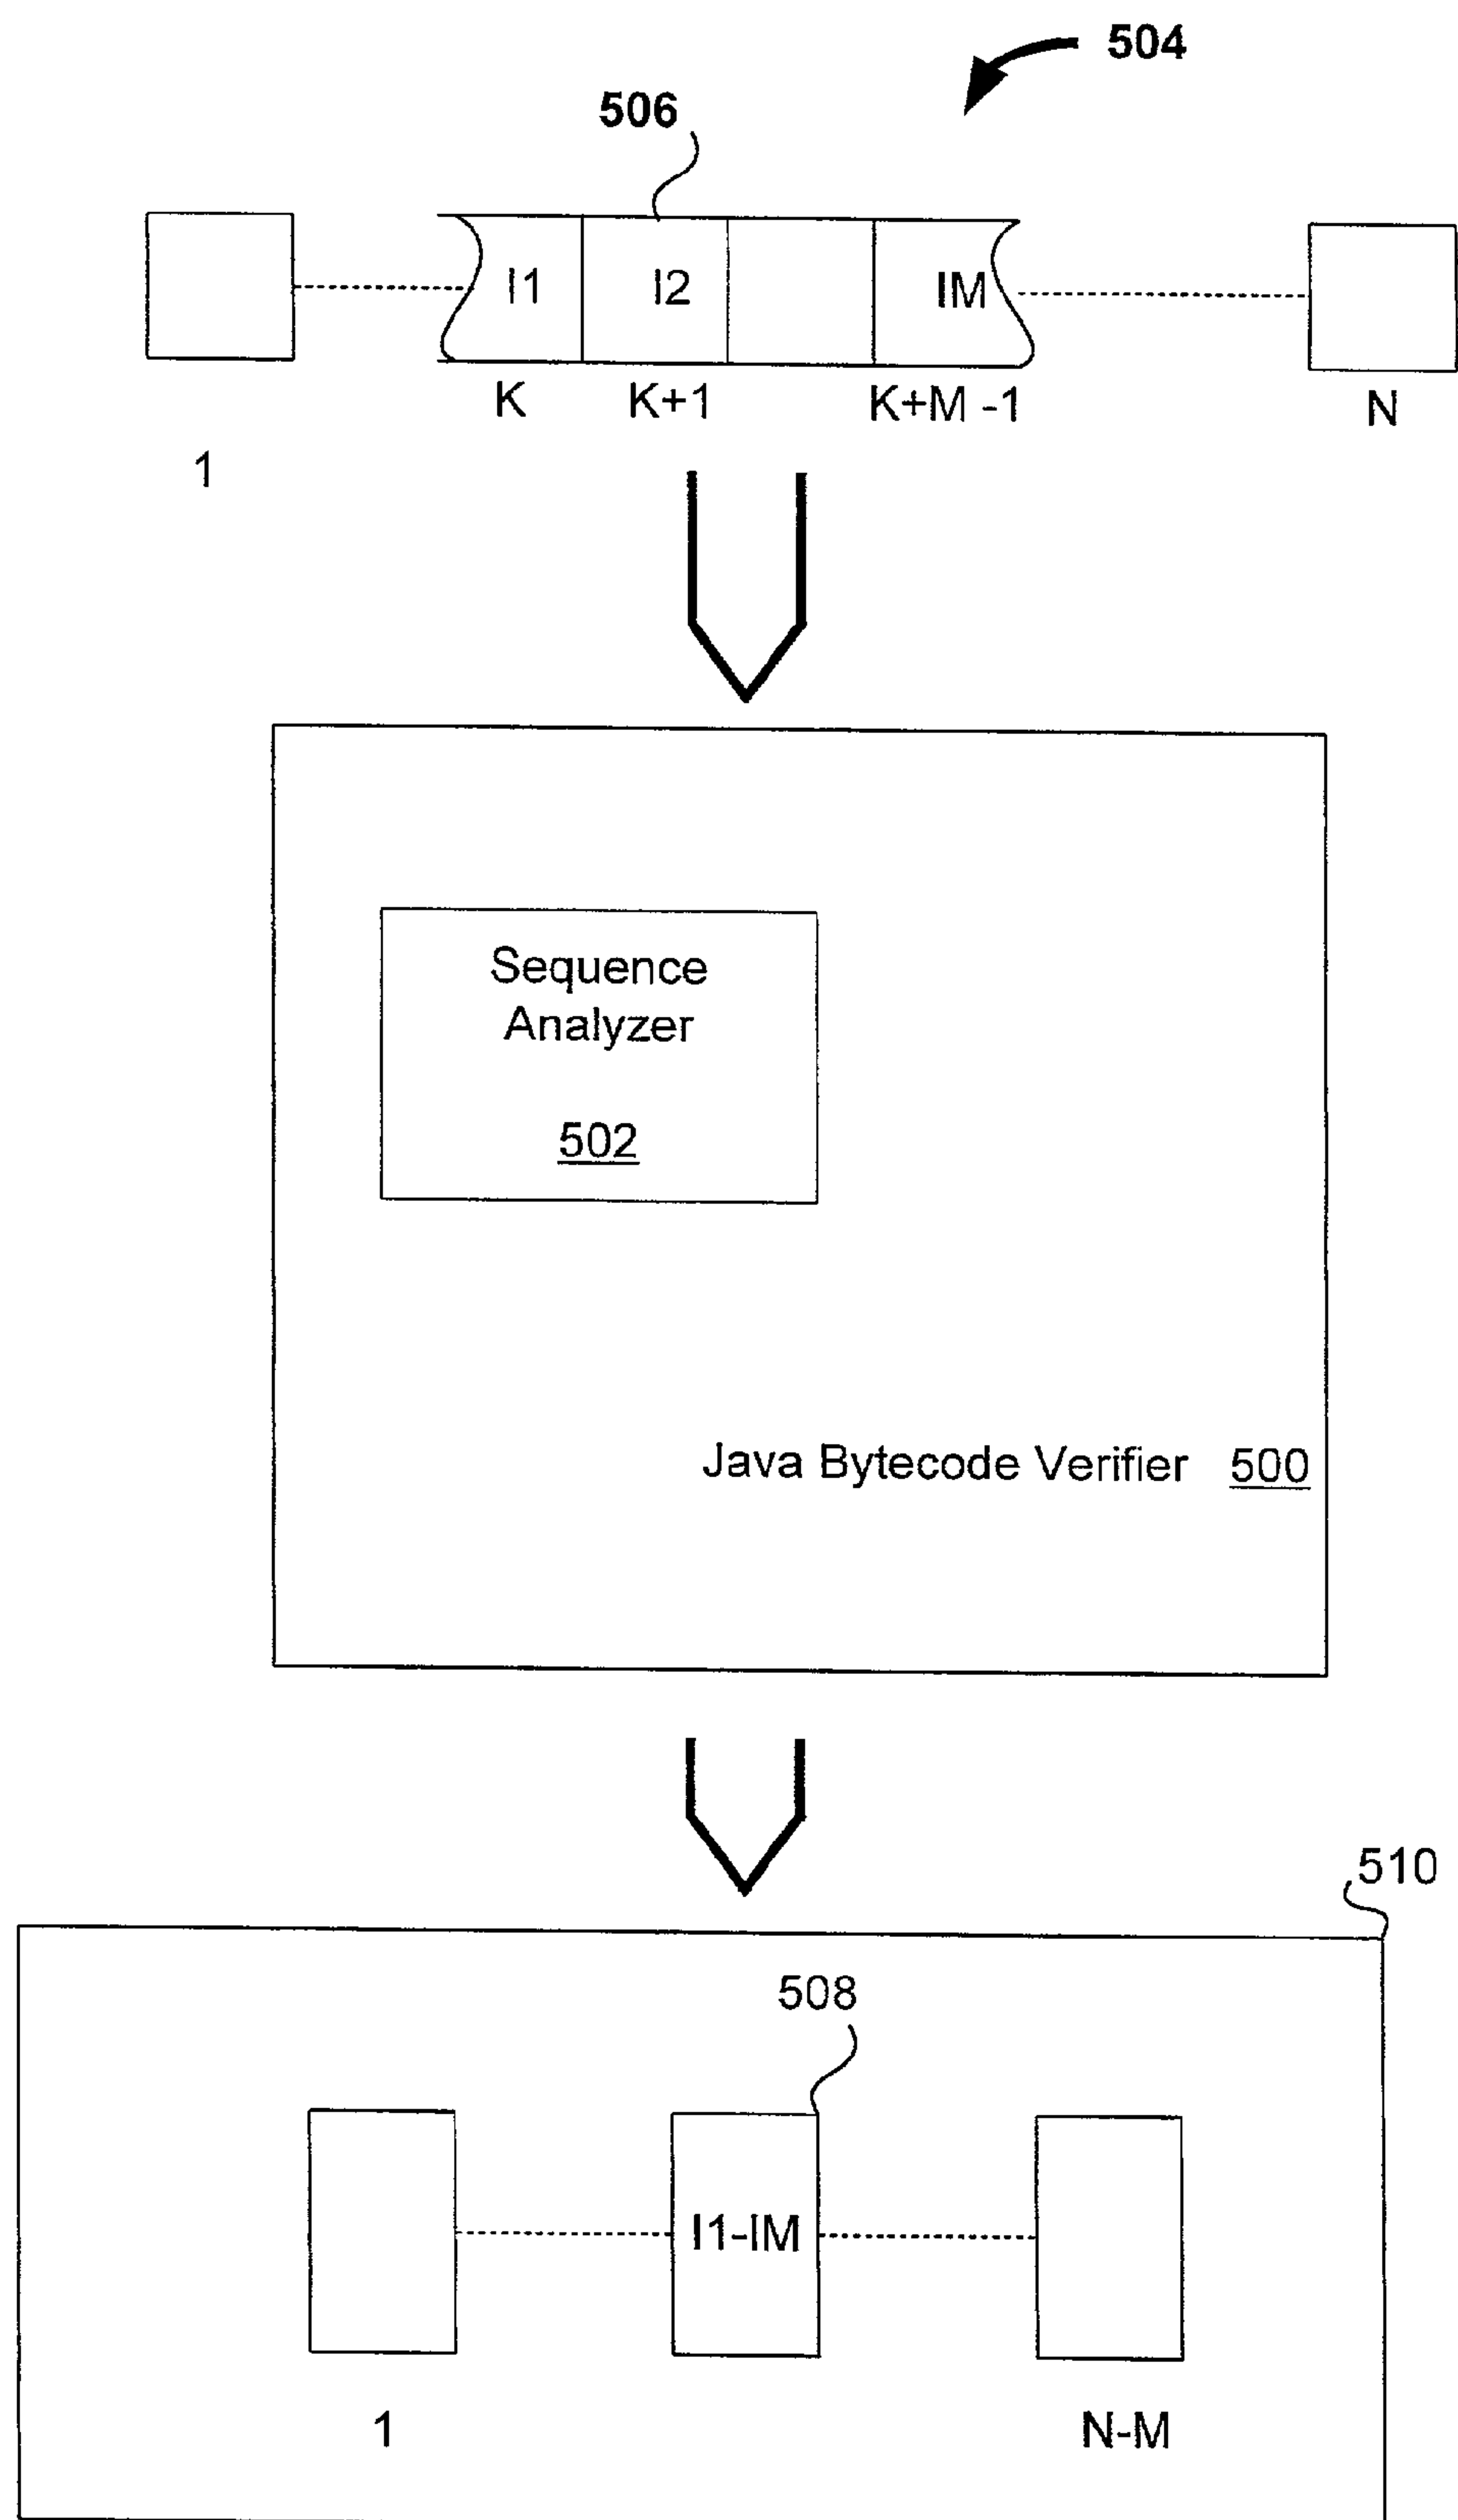 504
506
I1 I2 IM
K K+1 K+M -1 N
1
Sequence
Analyzer
502
Java Bytecode Verifier 500
510
508
I1-IM
1 N-M